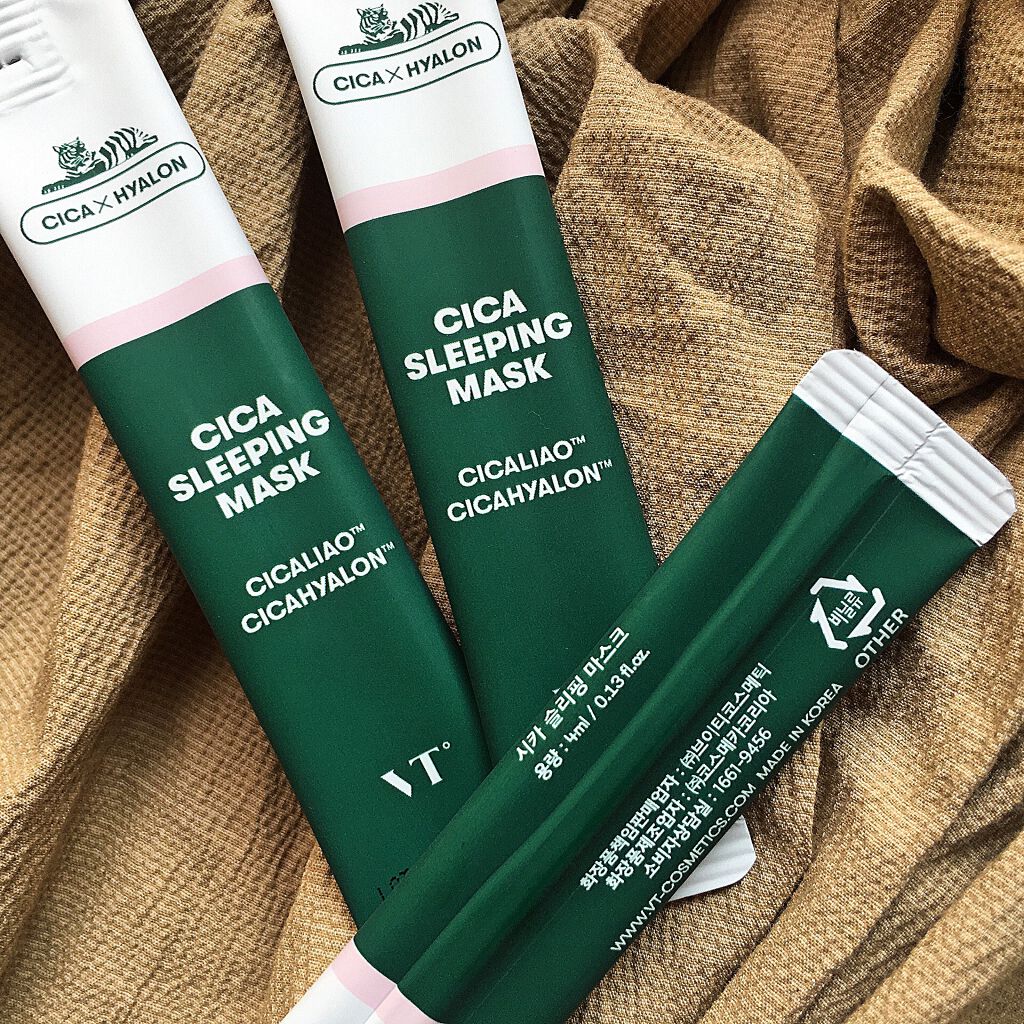 CICA×HYALON
CICA
SLEEPING
MASK
CICALIAO™
CICAHYALON™
VT°
CICA×HYALON
CICA
SLEEPING
MASK
CICALIAO™
CICAHYALON™
시카 슬리핑 마스크
용량 : 4ml / 0.13 fl.oz.
비닐류
OTHER
화장품책임판매업자 : ㈜브이티코스메틱
화장품제조업자 : ㈜코스메카코리아
소비자상담실 : 1661-9456
WWW.VT-COSMETICS.COM MADE IN KOREA